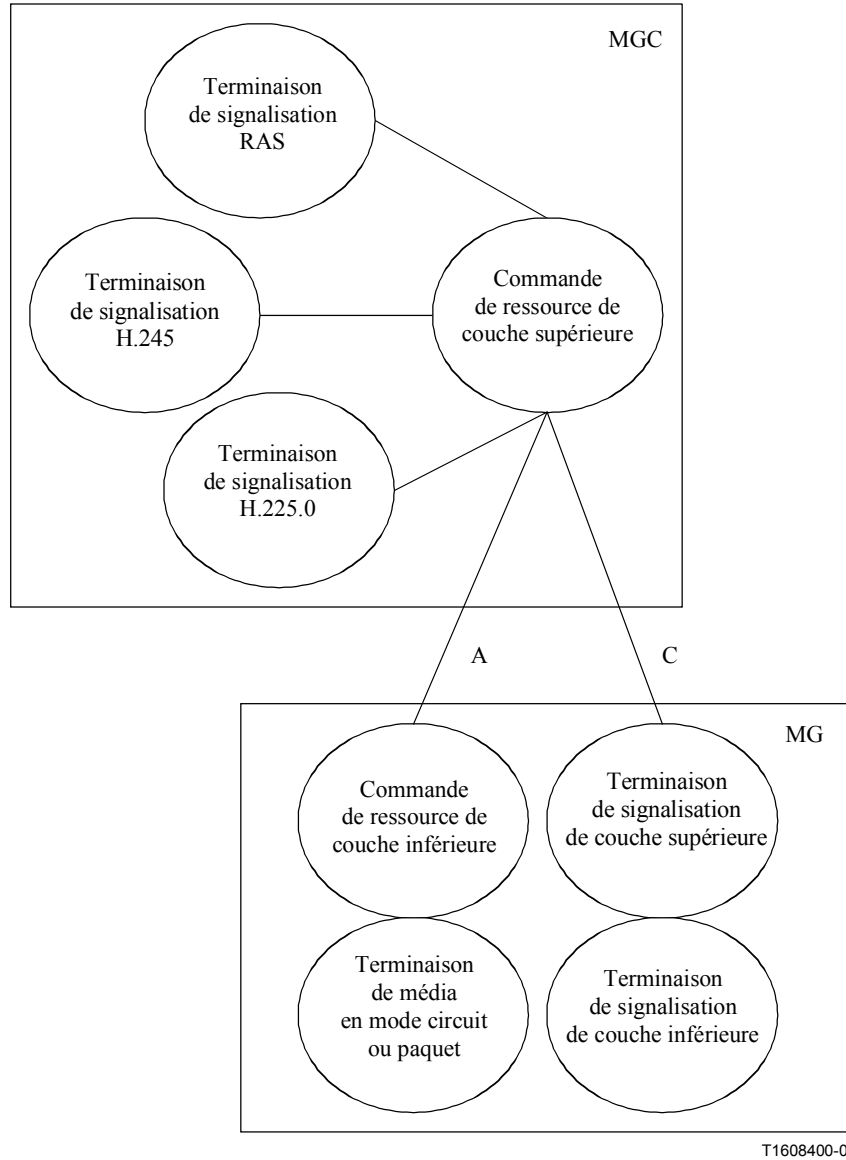 MGC
Terminaison
de signalisation
RAS
Terminaison
de signalisation
H.245
Commande
de ressource de
couche supérieure
Terminaison
de signalisation
H.225.0
A
C
MG
Commande
de ressource de
couche inférieure
Terminaison
de signalisation
de couche supérieure
Terminaison
de média
en mode circuit
ou paquet
Terminaison
de signalisation
de couche inférieure
T1608400-0